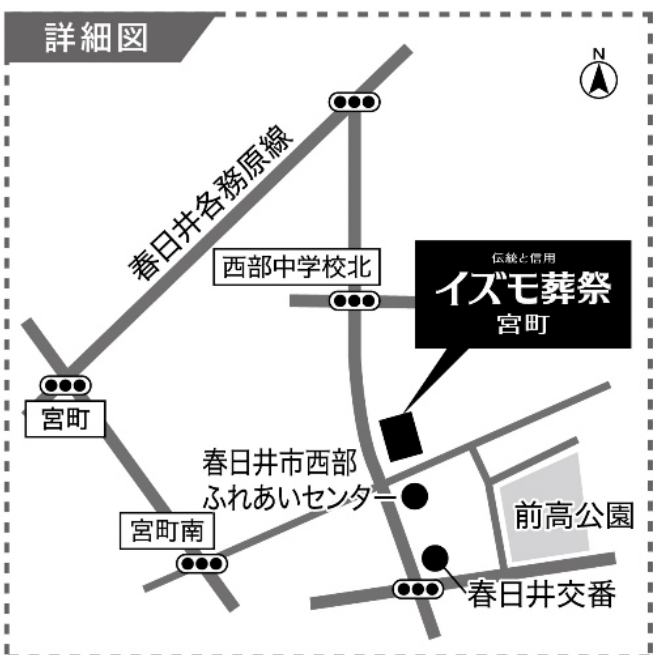 詳細図
N
春日井各務原線
西部中学校北
伝統と信用
イズモ葬祭
宮町
宮町
春日井市西部
ふれあいセンター
宮町南
前高公園
春日井交番